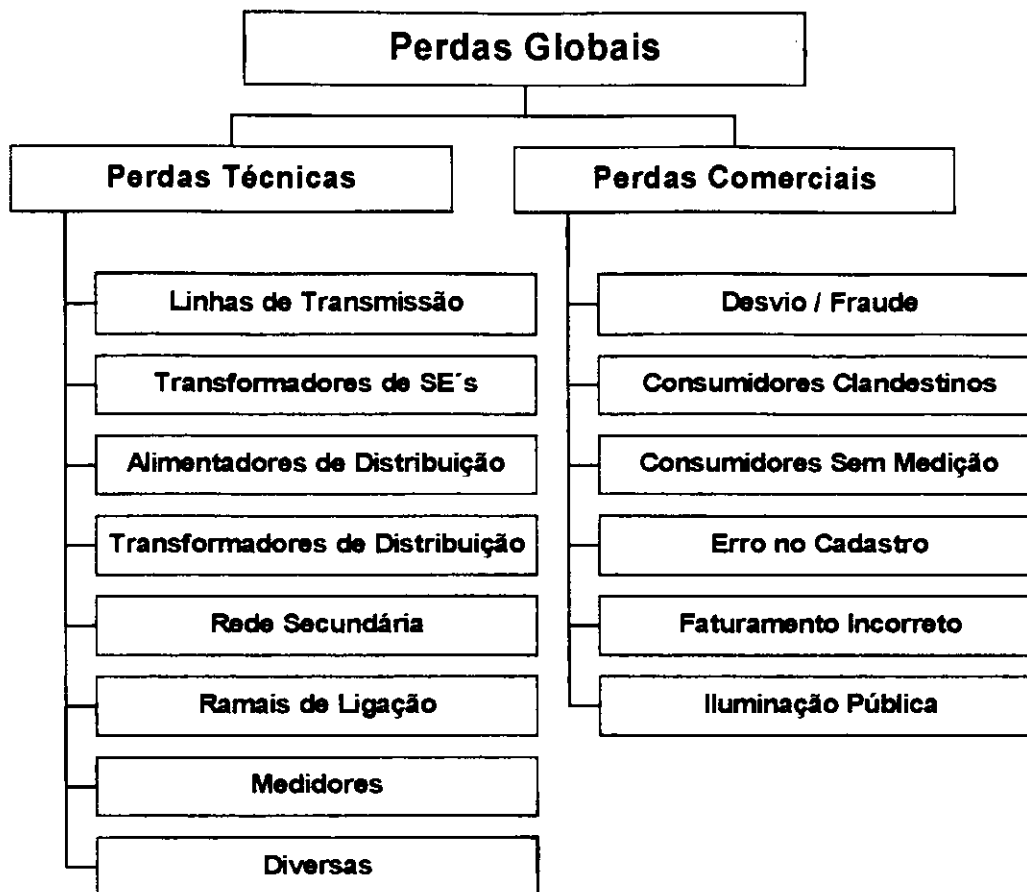 Perdas Globais
Perdas Técnicas
Perdas Comerciais
Linhas de Transmissão
Transformadores de SE´s
Alimentadores de Distribuição
Transformadores de Distribuição
Rede Secundária
Ramais de Ligação
Medidores
Diversas
Desvio / Fraude
Consumidores Clandestinos
Consumidores Sem Medição
Erro no Cadastro
Faturamento Incorreto
Iluminação Pública